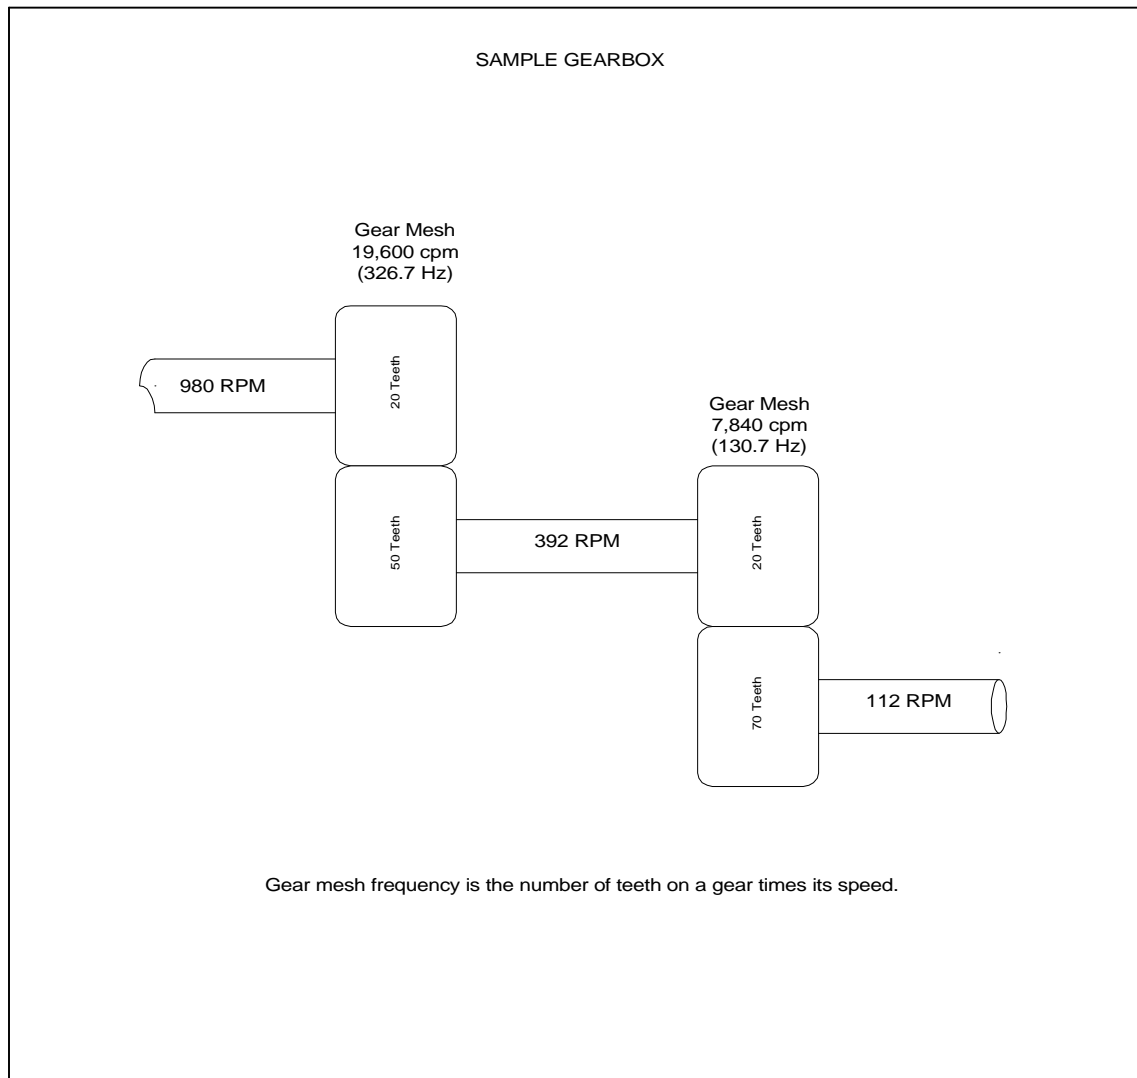 SAMPLE GEARBOX
Gear Mesh
19,600 cpm
(326.7 Hz)
20 Teeth
980 RPM
Gear Mesh
7,840 cpm
(130.7 Hz)
50 Teeth
392 RPM
20 Teeth
70 Teeth
112 RPM
Gear mesh frequency is the number of teeth on a gear times its speed.